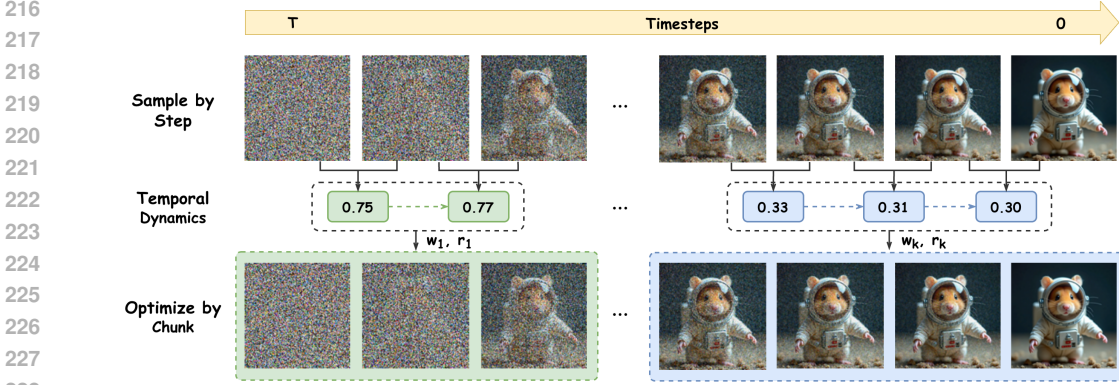 216
T Timesteps 0
217
218
Sample by
219
Step
... ...
220
221
222
Temporal
Dynamics
0.75 0.77 ... 0.33 0.31 0.30
223
w1, r1 wk, rk
224
225
Optimize by
Chunk
...
226
227